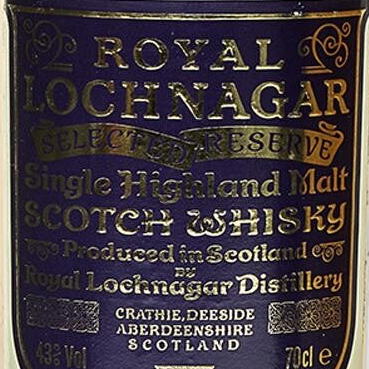 ROYAL
LOCHNAGAR
SELECTED RESERVE
Single Highland Malt
SCOTCH WHISKY
Produced in Scotland
BY
Royal Lochnagar Distillery
CRATHIE, DEESIDE
ABERDEENSHIRE
SCOTLAND
43% Vol 70cl e